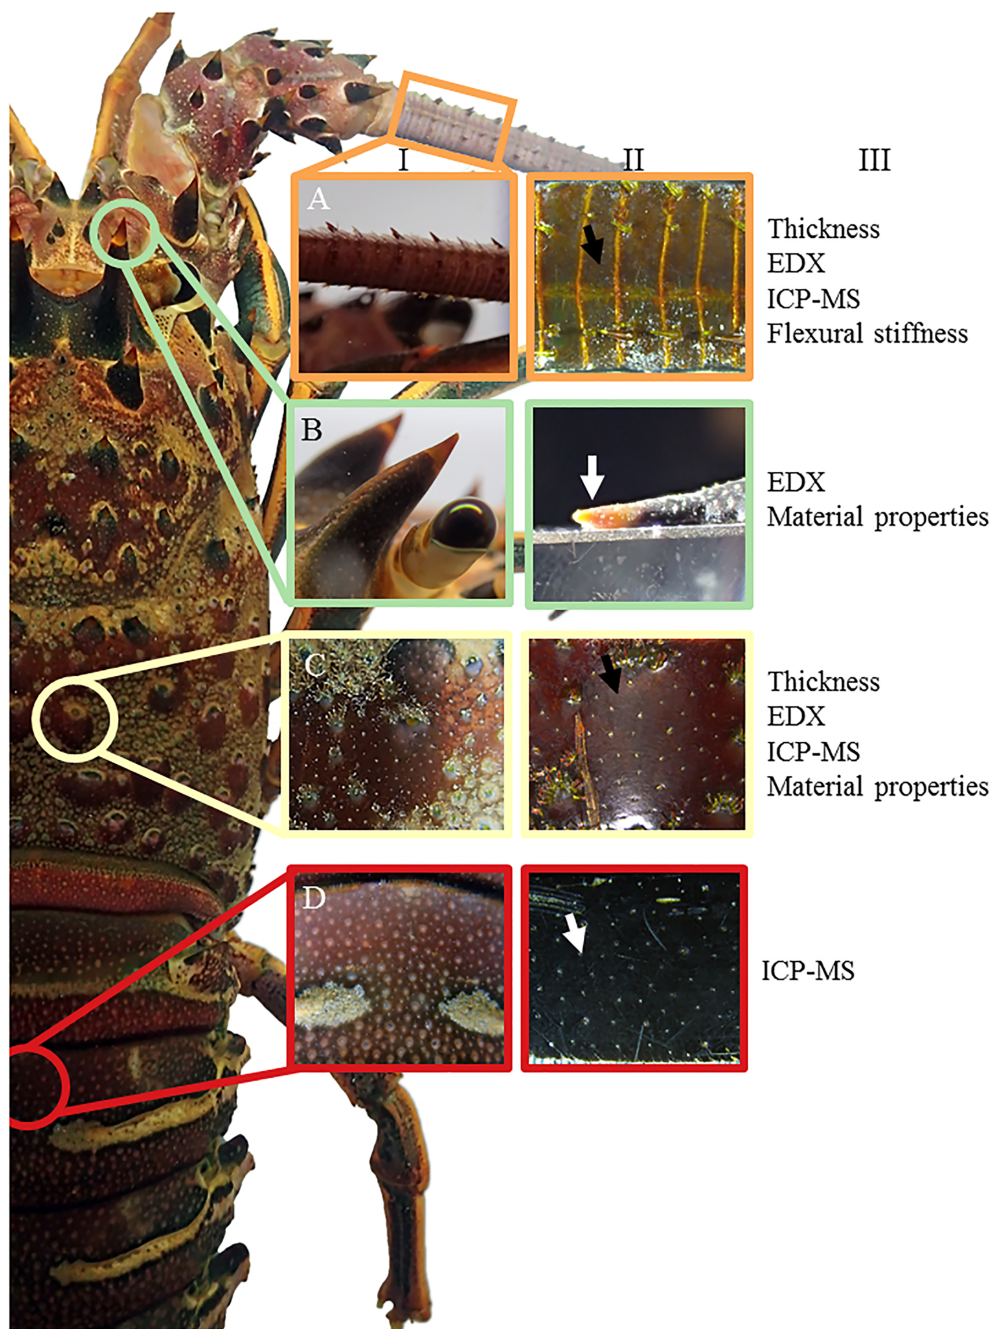 I II III
A
Thickness
EDX
ICP-MS
Flexural stiffness
B
EDX
Material properties
C
Thickness
EDX
ICP-MS
Material properties
D
ICP-MS